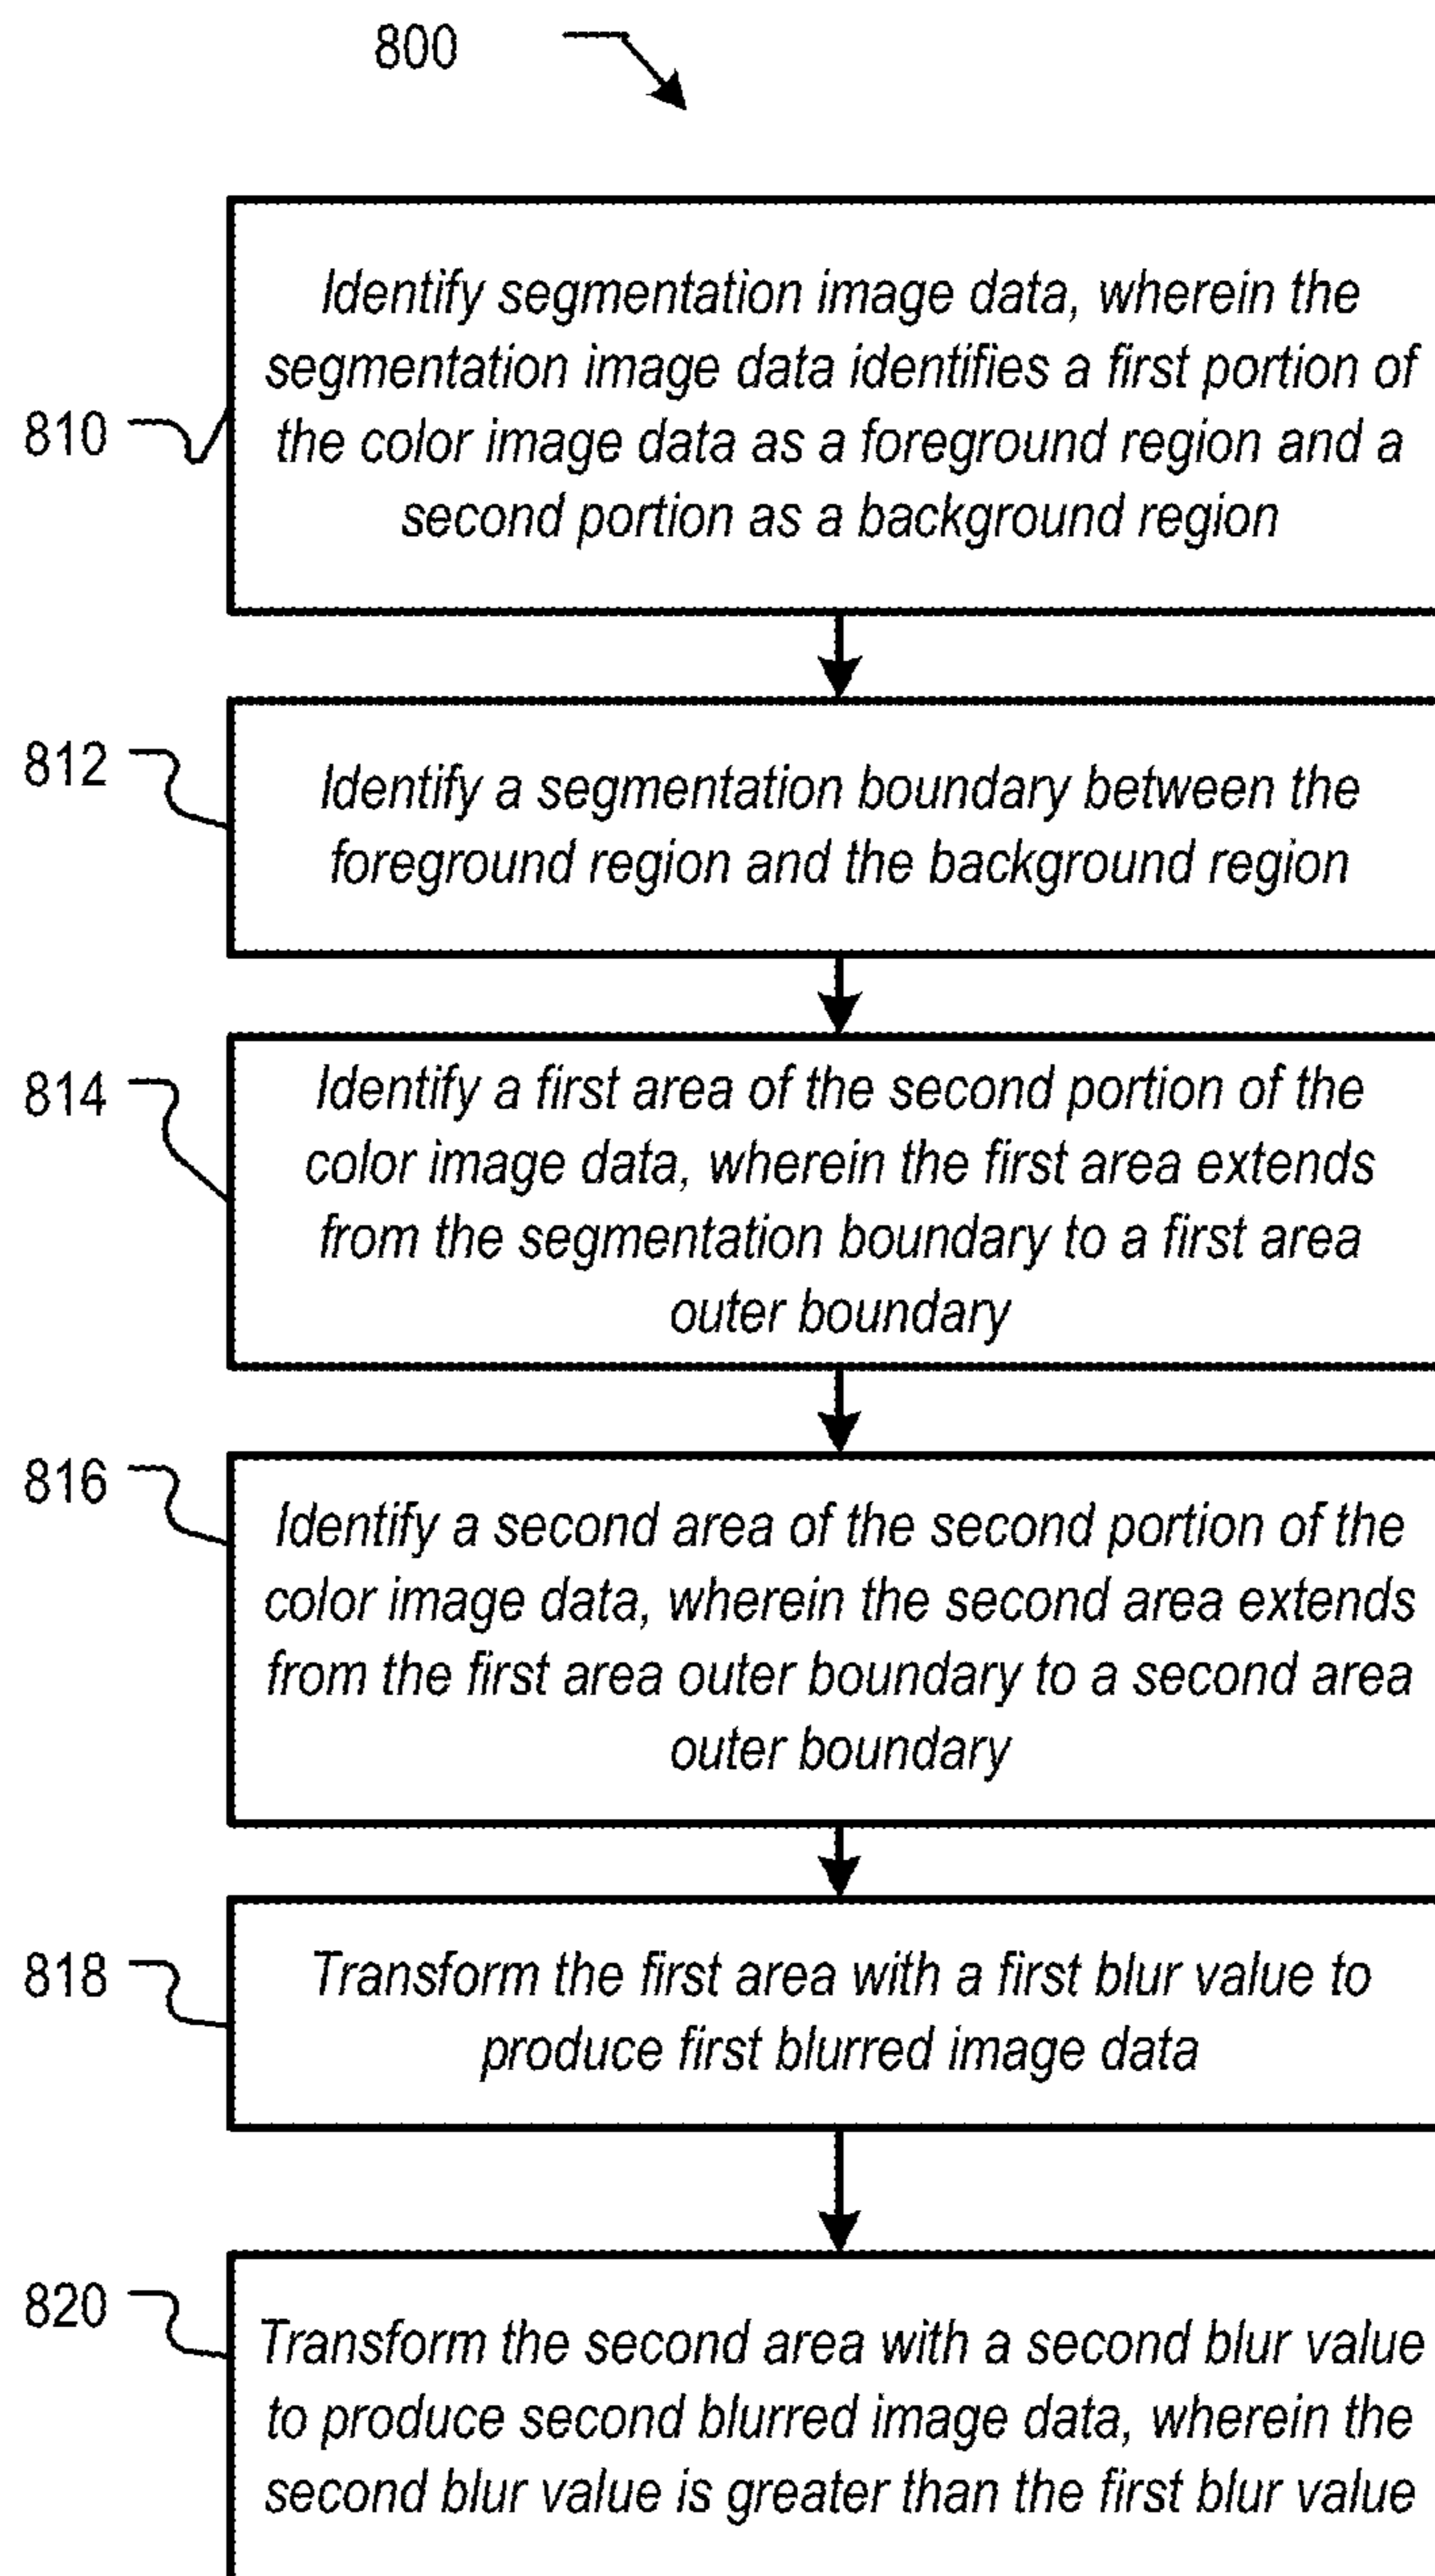 800
810
Identify segmentation image data, wherein the
segmentation image data identifies a first portion of
the color image data as a foreground region and a
second portion as a background region
812
Identify a segmentation boundary between the
foreground region and the background region
814
Identify a first area of the second portion of the
color image data, wherein the first area extends
from the segmentation boundary to a first area
outer boundary
816
Identify a second area of the second portion of the
color image data, wherein the second area extends
from the first area outer boundary to a second area
outer boundary
818
Transform the first area with a first blur value to
produce first blurred image data
820
Transform the second area with a second blur value
to produce second blurred image data, wherein the
second blur value is greater than the first blur value